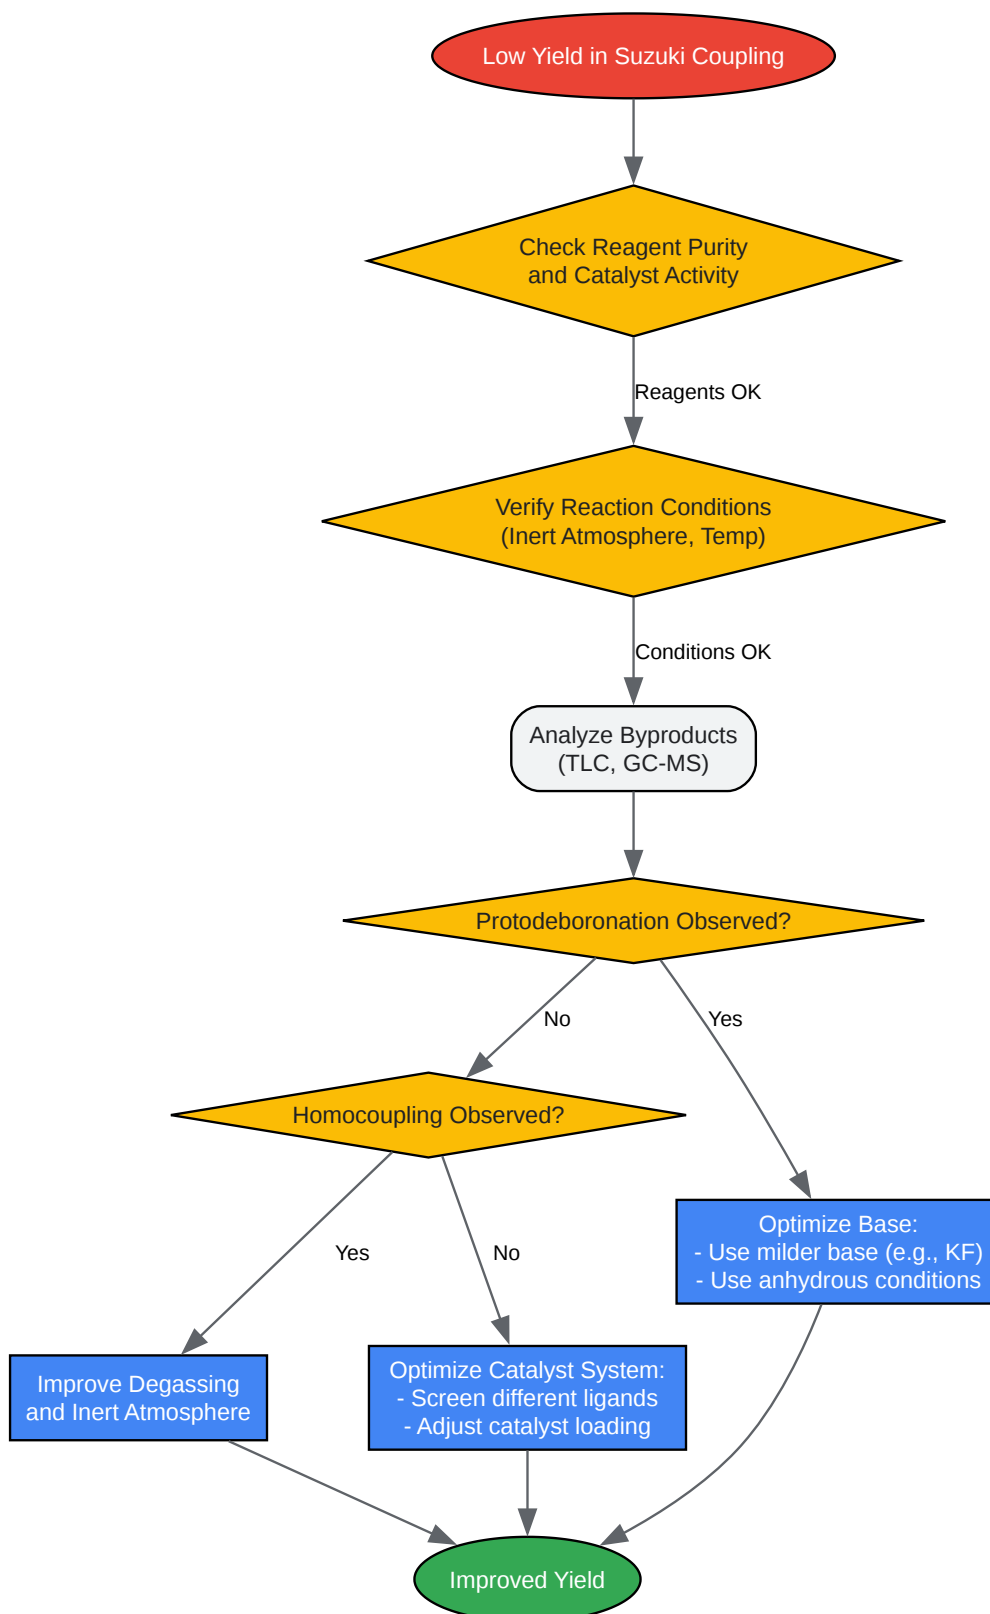 Low Yield in Suzuki Coupling
Check Reagent Purity
and Catalyst Activity
Reagents OK
Verify Reaction Conditions
(Inert Atmosphere, Temp)
Conditions OK
Analyze Byproducts
(TLC, GC-MS)
Protodeboronation Observed?
No
Yes
Homocoupling Observed?
Yes
No
Optimize Base:
- Use milder base (e.g., KF)
- Use anhydrous conditions
Improve Degassing
and Inert Atmosphere
Optimize Catalyst System:
- Screen different ligands
- Adjust catalyst loading
Improved Yield